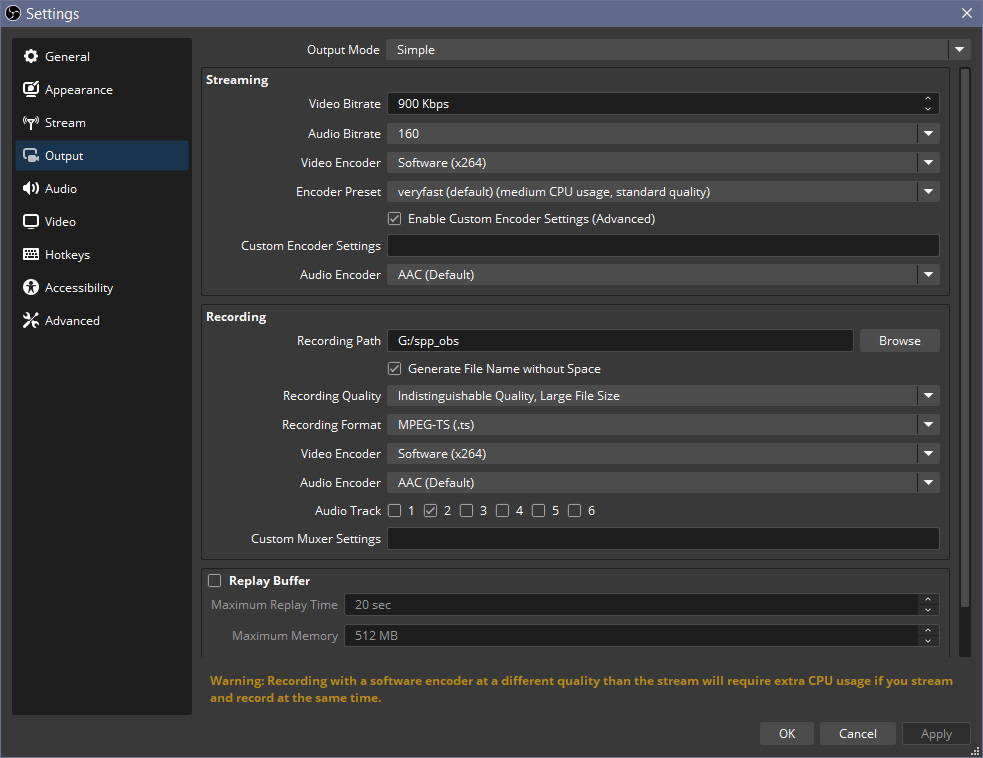 Settings
General
Appearance
Stream
Output
Audio
Video
Hotkeys
Accessibility
Advanced
Output Mode Simple
Streaming
Video Bitrate 900 Kbps
Audio Bitrate 160
Video Encoder Software (x264)
Encoder Preset veryfast (default) (medium CPU usage, standard quality)
Enable Custom Encoder Settings (Advanced)
Custom Encoder Settings
Audio Encoder AAC (Default)
Recording
Recording Path G:/spp_obs Browse
Generate File Name without Space
Recording Quality Indistinguishable Quality, Large File Size
Recording Format MPEG-TS (.ts)
Video Encoder Software (x264)
Audio Encoder AAC (Default)
Audio Track 1 2 3 4 5 6
Custom Muxer Settings
Replay Buffer
Maximum Replay Time 20 sec
Maximum Memory 512 MB
Warning: Recording with a software encoder at a different quality than the stream will require extra CPU usage if you stream
and record at the same time.
OK Cancel Apply